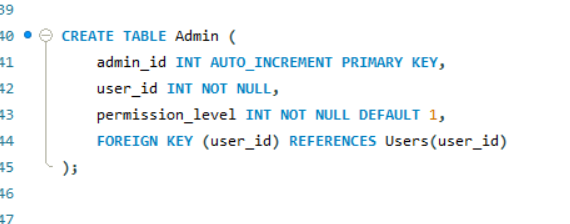 39
40 CREATE TABLE Admin (
41 admin_id INT AUTO_INCREMENT PRIMARY KEY,
42 user_id INT NOT NULL,
43 permission_level INT NOT NULL DEFAULT 1,
44 FOREIGN KEY (user_id) REFERENCES Users(user_id)
45 );
46
47